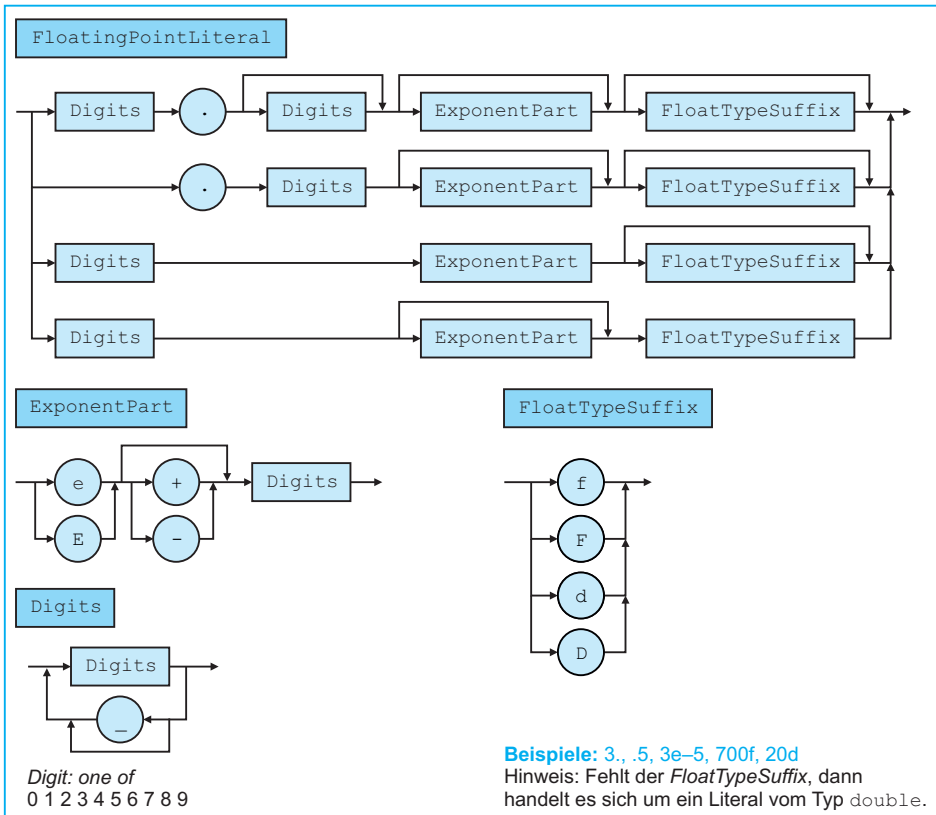 FloatingPointLiteral
Digits . Digits ExponentPart FloatTypeSuffix
. Digits ExponentPart FloatTypeSuffix
Digits ExponentPart FloatTypeSuffix
Digits ExponentPart FloatTypeSuffix
ExponentPart
e + Digits
E -
FloatTypeSuffix
f
F
d
D
Digits
Digits
_
Digit: one of
0 1 2 3 4 5 6 7 8 9
Beispiele: 3., .5, 3e–5, 700f, 20d
Hinweis: Fehlt der FloatTypeSuffix, dann
handelt es sich um ein Literal vom Typ double.